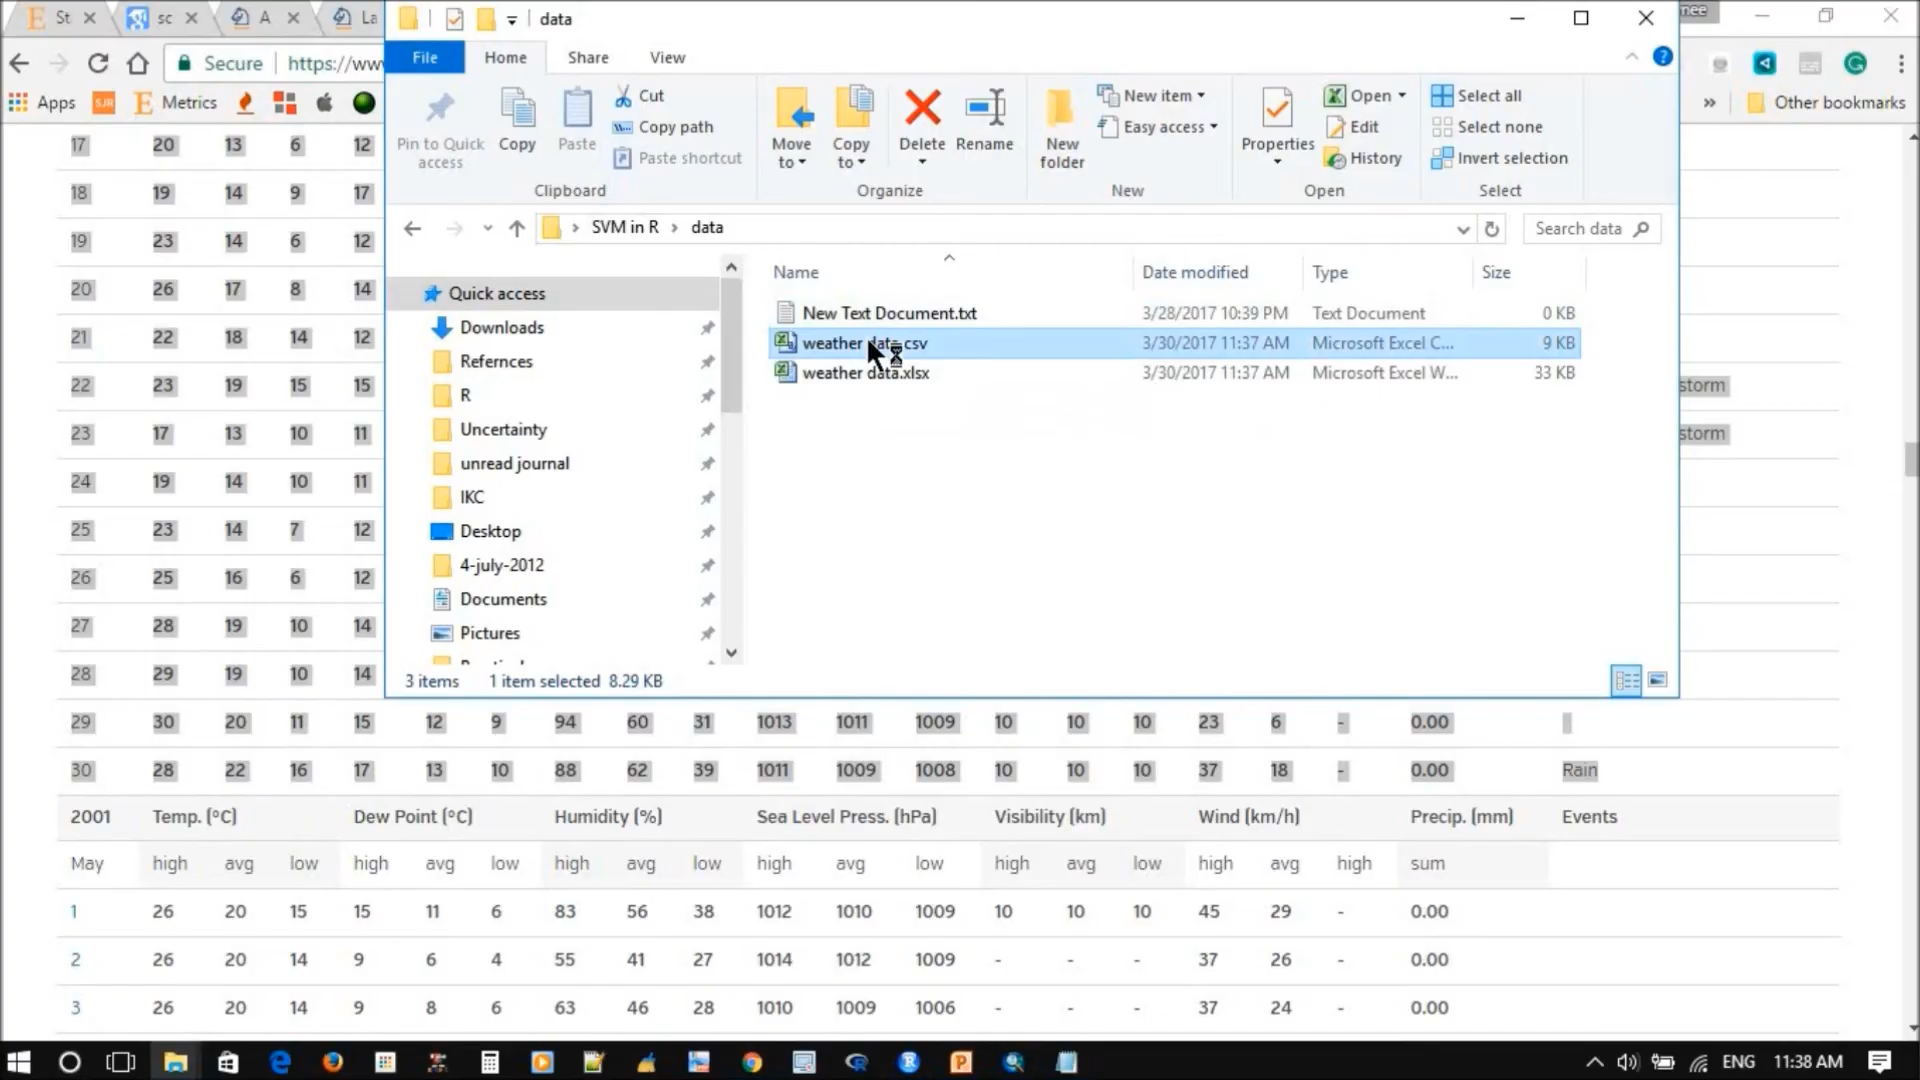 St
sc
A
La
data
nee
File
Home
Share
View
Secure
https://ww
Apps
SJR
Metrics
Other bookmarks
Pin to Quick
access
Copy
Paste
Cut
Copy path
Paste shortcut
Clipboard
Move
to
Copy
to
Delete
Rename
Organize
New
folder
New item
Easy access
New
Properties
Open
Edit
History
Open
Select all
Select none
Invert selection
Select
SVM in R > data
Search data
Quick access
Downloads
Refernces
R
Uncertainty
unread journal
IKC
Desktop
4-july-2012
Documents
Pictures
Name Date modified Type Size
New Text Document.txt 3/28/2017 10:39 PM Text Document 0 KB
weather data.csv 3/30/2017 11:37 AM Microsoft Excel C... 9 KB
weather data.xlsx 3/30/2017 11:37 AM Microsoft Excel W... 33 KB
3 items 1 item selected 8.29 KB
17 20 13 6 12
18 19 14 9 17
19 23 14 6 12
20 26 17 8 14
21 22 18 14 12
22 23 19 15 15 storm
23 17 13 10 11 storm
24 19 14 10 11
25 23 14 7 12
26 25 16 6 12
27 28 19 10 14
28 29 19 10 14
29 30 20 11 15 12 9 94 60 31 1013 1011 1009 10 10 10 23 6 - 0.00
30 28 22 16 17 13 10 88 62 39 1011 1009 1008 10 10 10 37 18 - 0.00 Rain
2001 Temp. (°C) Dew Point (°C) Humidity (%) Sea Level Press. (hPa) Visibility (km) Wind (km/h) Precip. (mm) Events
May high avg low high avg low high avg low high avg low high avg low high avg high sum
1 26 20 15 15 11 6 83 56 38 1012 1010 1009 10 10 10 45 29 - 0.00
2 26 20 14 9 6 4 55 41 27 1014 1012 1009 - - - 37 26 - 0.00
3 26 20 14 9 8 6 63 46 28 1010 1009 1006 - - - 37 24 - 0.00
ENG 11:38 AM